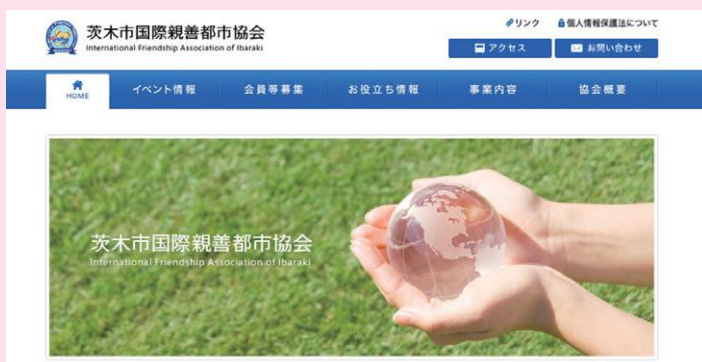 茨木市国際親善都市協会
International Friendship Association of Ibaraki
リンク
個人情報保護法について
アクセス
お問い合わせ
HOME
イベント情報
会員等募集
お役立ち情報
事業内容
協会概要
茨木市国際親善都市協会
International Friendship Association of Ibaraki